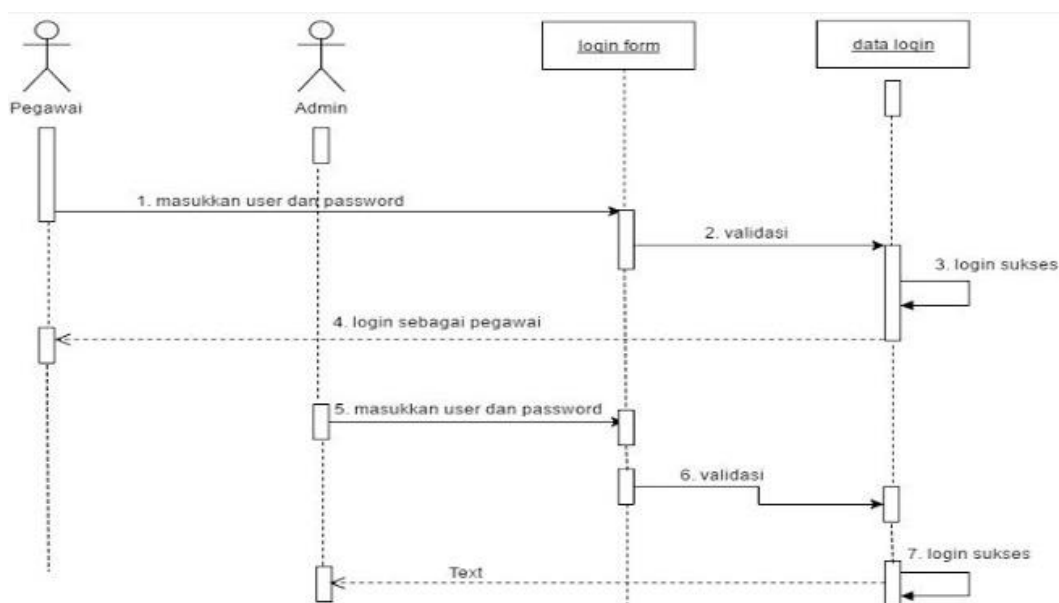 login form
data login
Pegawai
Admin
1. masukkan user dan password
2. validasi
3. login sukses
4. login sebagai pegawai
5. masukkan user dan password
6. validasi
7. login sukses
Text